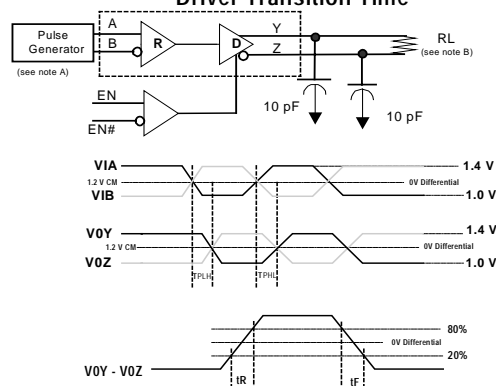 Driver Transition Time
Pulse
Generator
(see note A)
A
B
R
D
Y
Z
RL
(see note B)
EN
EN#
10 pF
10 pF
VIA
1.2 V CM
VIB
1.4 V
0V Differential
1.0 V
V0Y
1.2 V CM
V0Z
TPLH
TPHL
1.4 V
0V Differential
1.0 V
80%
0V Differential
20%
V0Y - V0Z
tR
tF